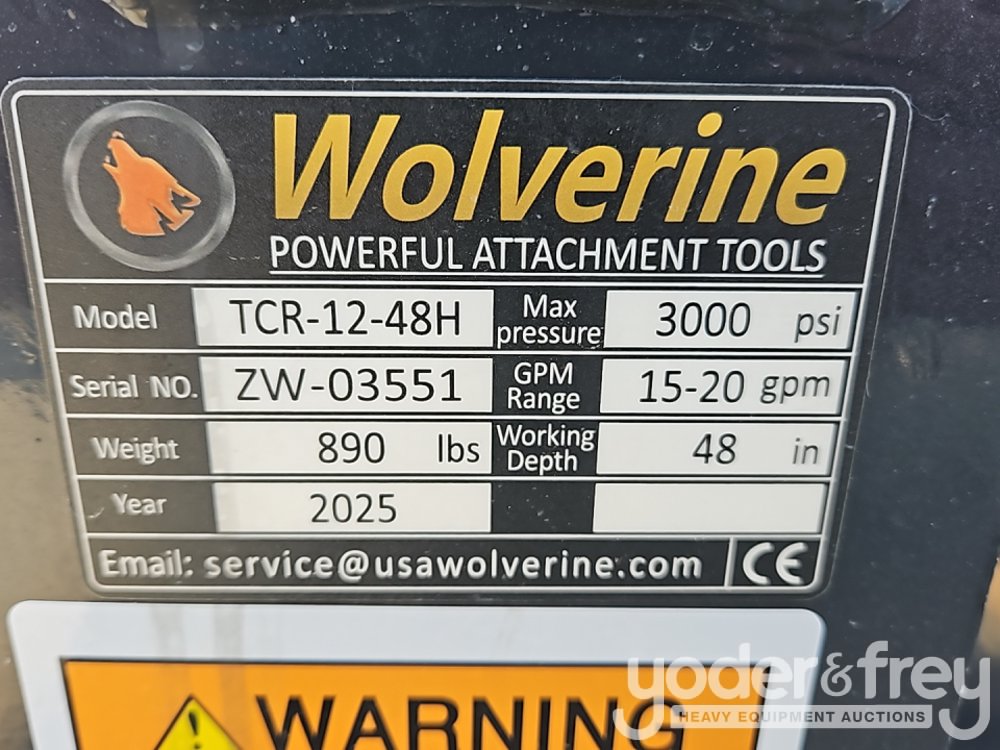 Wolverine
POWERFUL ATTACHMENT TOOLS
Model TCR-12-48H Max pressure 3000 psi
Serial NO. ZW-03551 GPM Range 15-20 gpm
Weight 890 lbs Working Depth 48 in
Year 2025
Email: service@usawolverine.com CE
WARNING
yoder&frey
HEAVY EQUIPMENT AUCTIONS